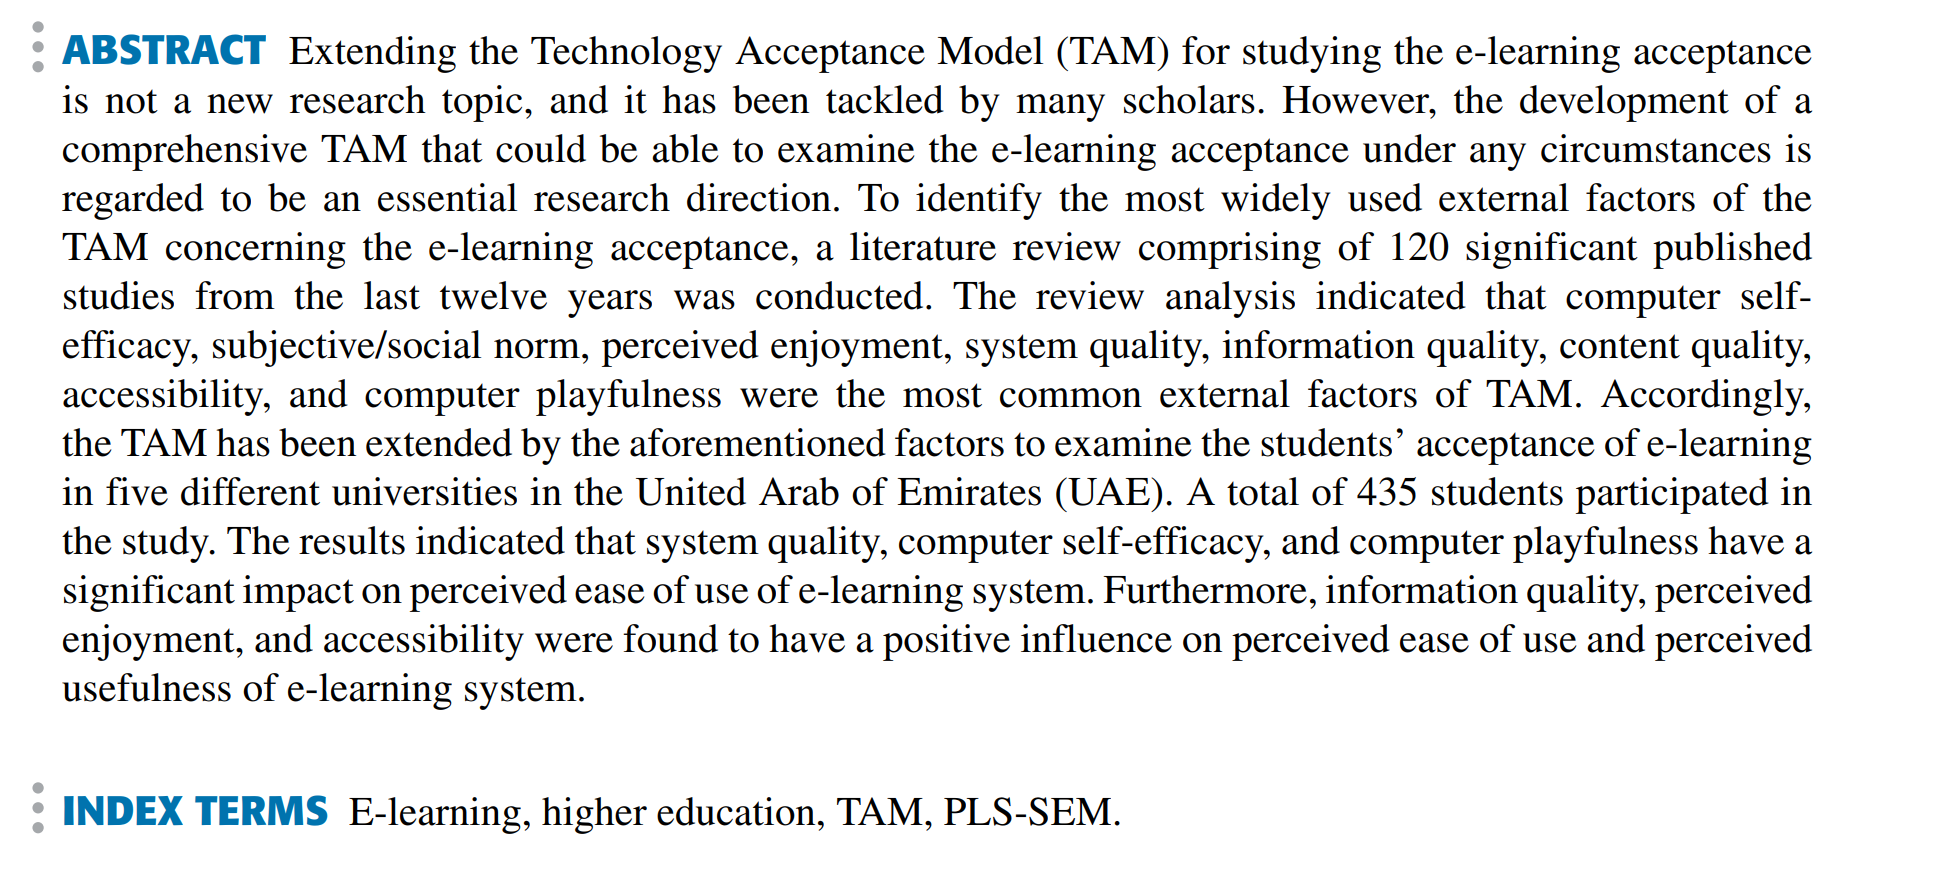 ABSTRACT Extending the Technology Acceptance Model (TAM) for studying the e-learning acceptance
is not a new research topic, and it has been tackled by many scholars. However, the development of a
comprehensive TAM that could be able to examine the e-learning acceptance under any circumstances is
regarded to be an essential research direction. To identify the most widely used external factors of the
TAM concerning the e-learning acceptance, a literature review comprising of 120 significant published
studies from the last twelve years was conducted. The review analysis indicated that computer self-
efficacy, subjective/social norm, perceived enjoyment, system quality, information quality, content quality,
accessibility, and computer playfulness were the most common external factors of TAM. Accordingly,
the TAM has been extended by the aforementioned factors to examine the students’ acceptance of e-learning
in five different universities in the United Arab of Emirates (UAE). A total of 435 students participated in
the study. The results indicated that system quality, computer self-efficacy, and computer playfulness have a
significant impact on perceived ease of use of e-learning system. Furthermore, information quality, perceived
enjoyment, and accessibility were found to have a positive influence on perceived ease of use and perceived
usefulness of e-learning system.
INDEX TERMS E-learning, higher education, TAM, PLS-SEM.